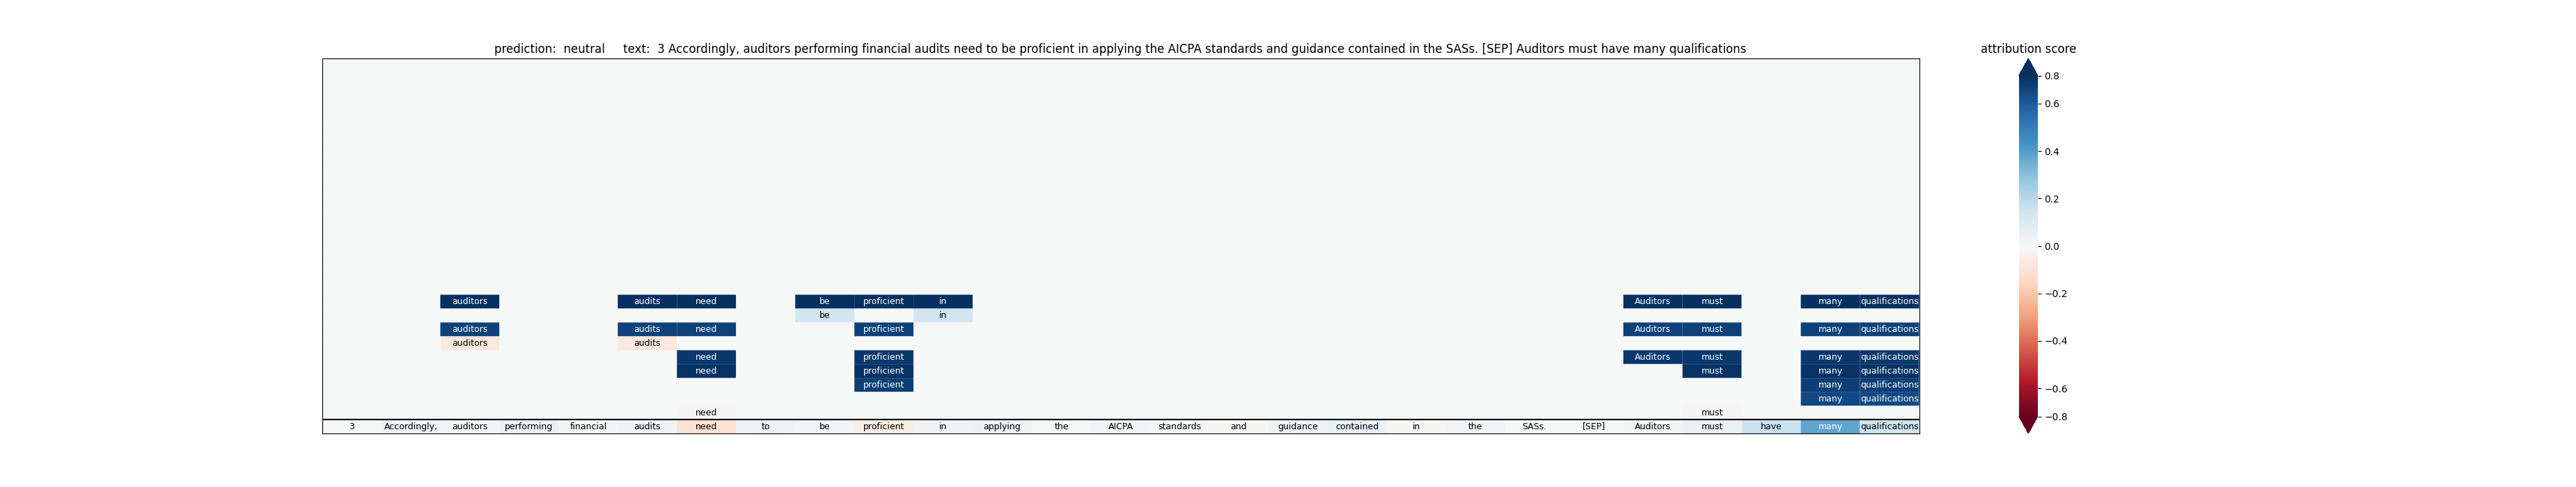 prediction:  neutral     text:  3 Accordingly, auditors performing financial audits need to be proficient in applying the AICPA standards and guidance contained in the SASs. [SEP] Auditors must have many qualifications
attribution score
0.8
0.6
0.4
0.2
0.0
−0.2
−0.4
−0.6
−0.8
auditors audits need be proficient in Auditors must many qualifications
be in
auditors audits need proficient Auditors must many qualifications
auditors audits
need proficient Auditors must many qualifications
need proficient must many qualifications
proficient many qualifications
many qualifications
need must
3 Accordingly, auditors performing financial audits need to be proficient in applying the AICPA standards and guidance contained in the SASs. [SEP] Auditors must have many qualifications